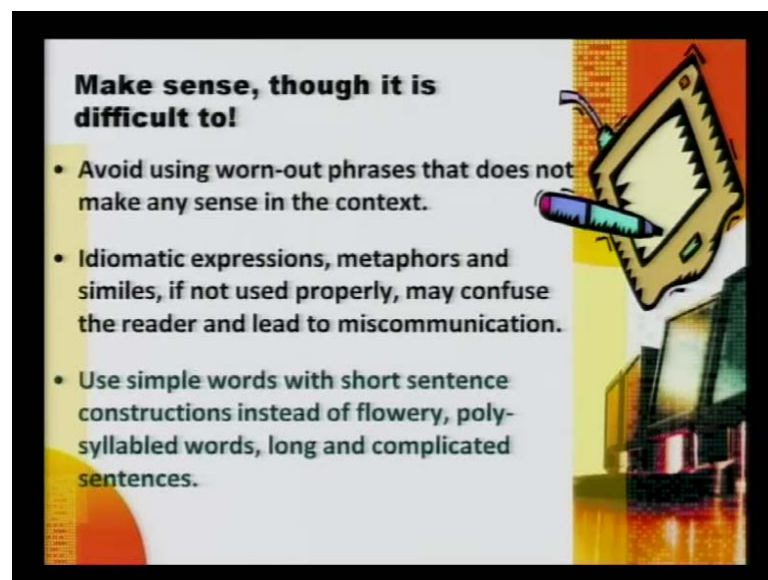 Make sense, though it is
difficult to!
• Avoid using worn-out phrases that does not
make any sense in the context.
• Idiomatic expressions, metaphors and
similes, if not used properly, may confuse
the reader and lead to miscommunication.
• Use simple words with short sentence
constructions instead of flowery, poly-
syllabled words, long and complicated
sentences.